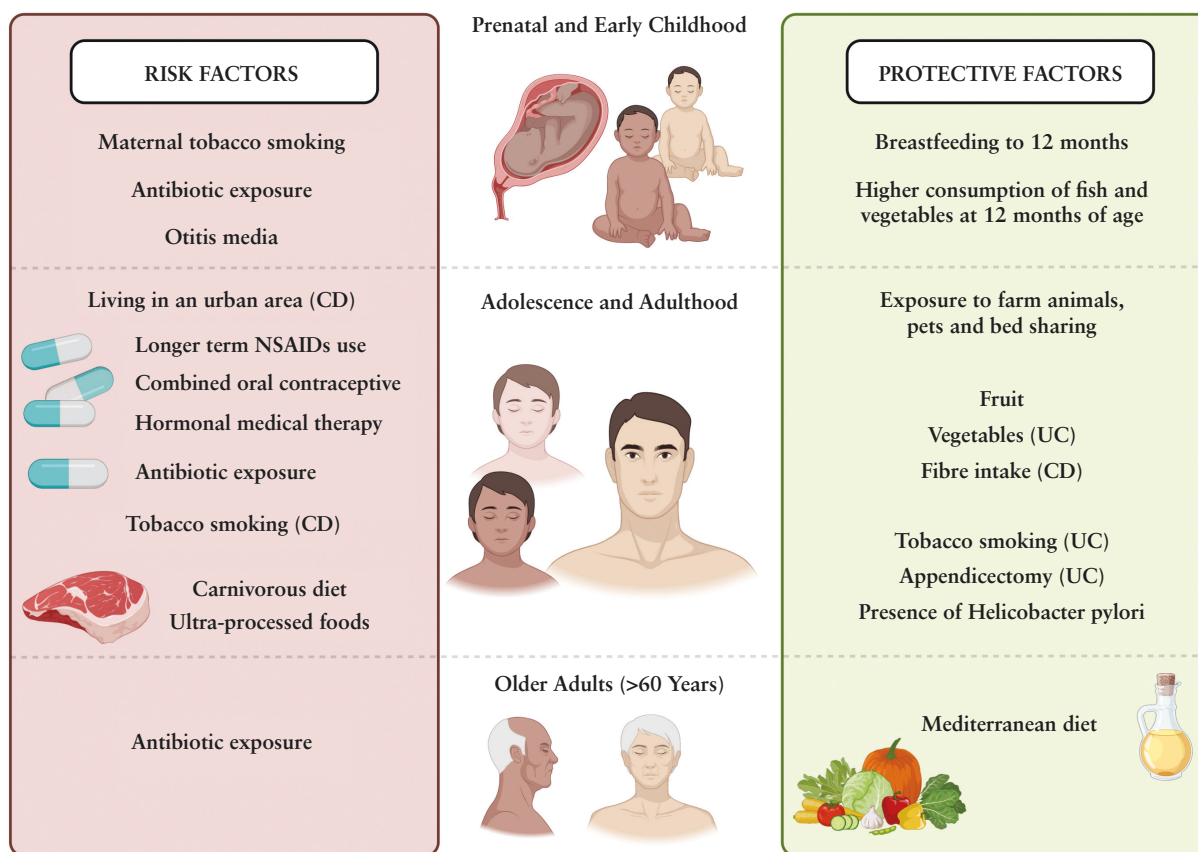 Prenatal and Early Childhood
RISK FACTORS
Maternal tobacco smoking
Antibiotic exposure
Otitis media
PROTECTIVE FACTORS
Breastfeeding to 12 months
Higher consumption of fish and
vegetables at 12 months of age
Adolescence and Adulthood
Living in an urban area (CD)
Longer term NSAIDs use
Combined oral contraceptive
Hormonal medical therapy
Antibiotic exposure
Tobacco smoking (CD)
Carnivorous diet
Ultra-processed foods
Exposure to farm animals,
pets and bed sharing
Fruit
Vegetables (UC)
Fibre intake (CD)
Tobacco smoking (UC)
Appendicectomy (UC)
Presence of Helicobacter pylori
Older Adults (>60 Years)
Antibiotic exposure
Mediterranean diet